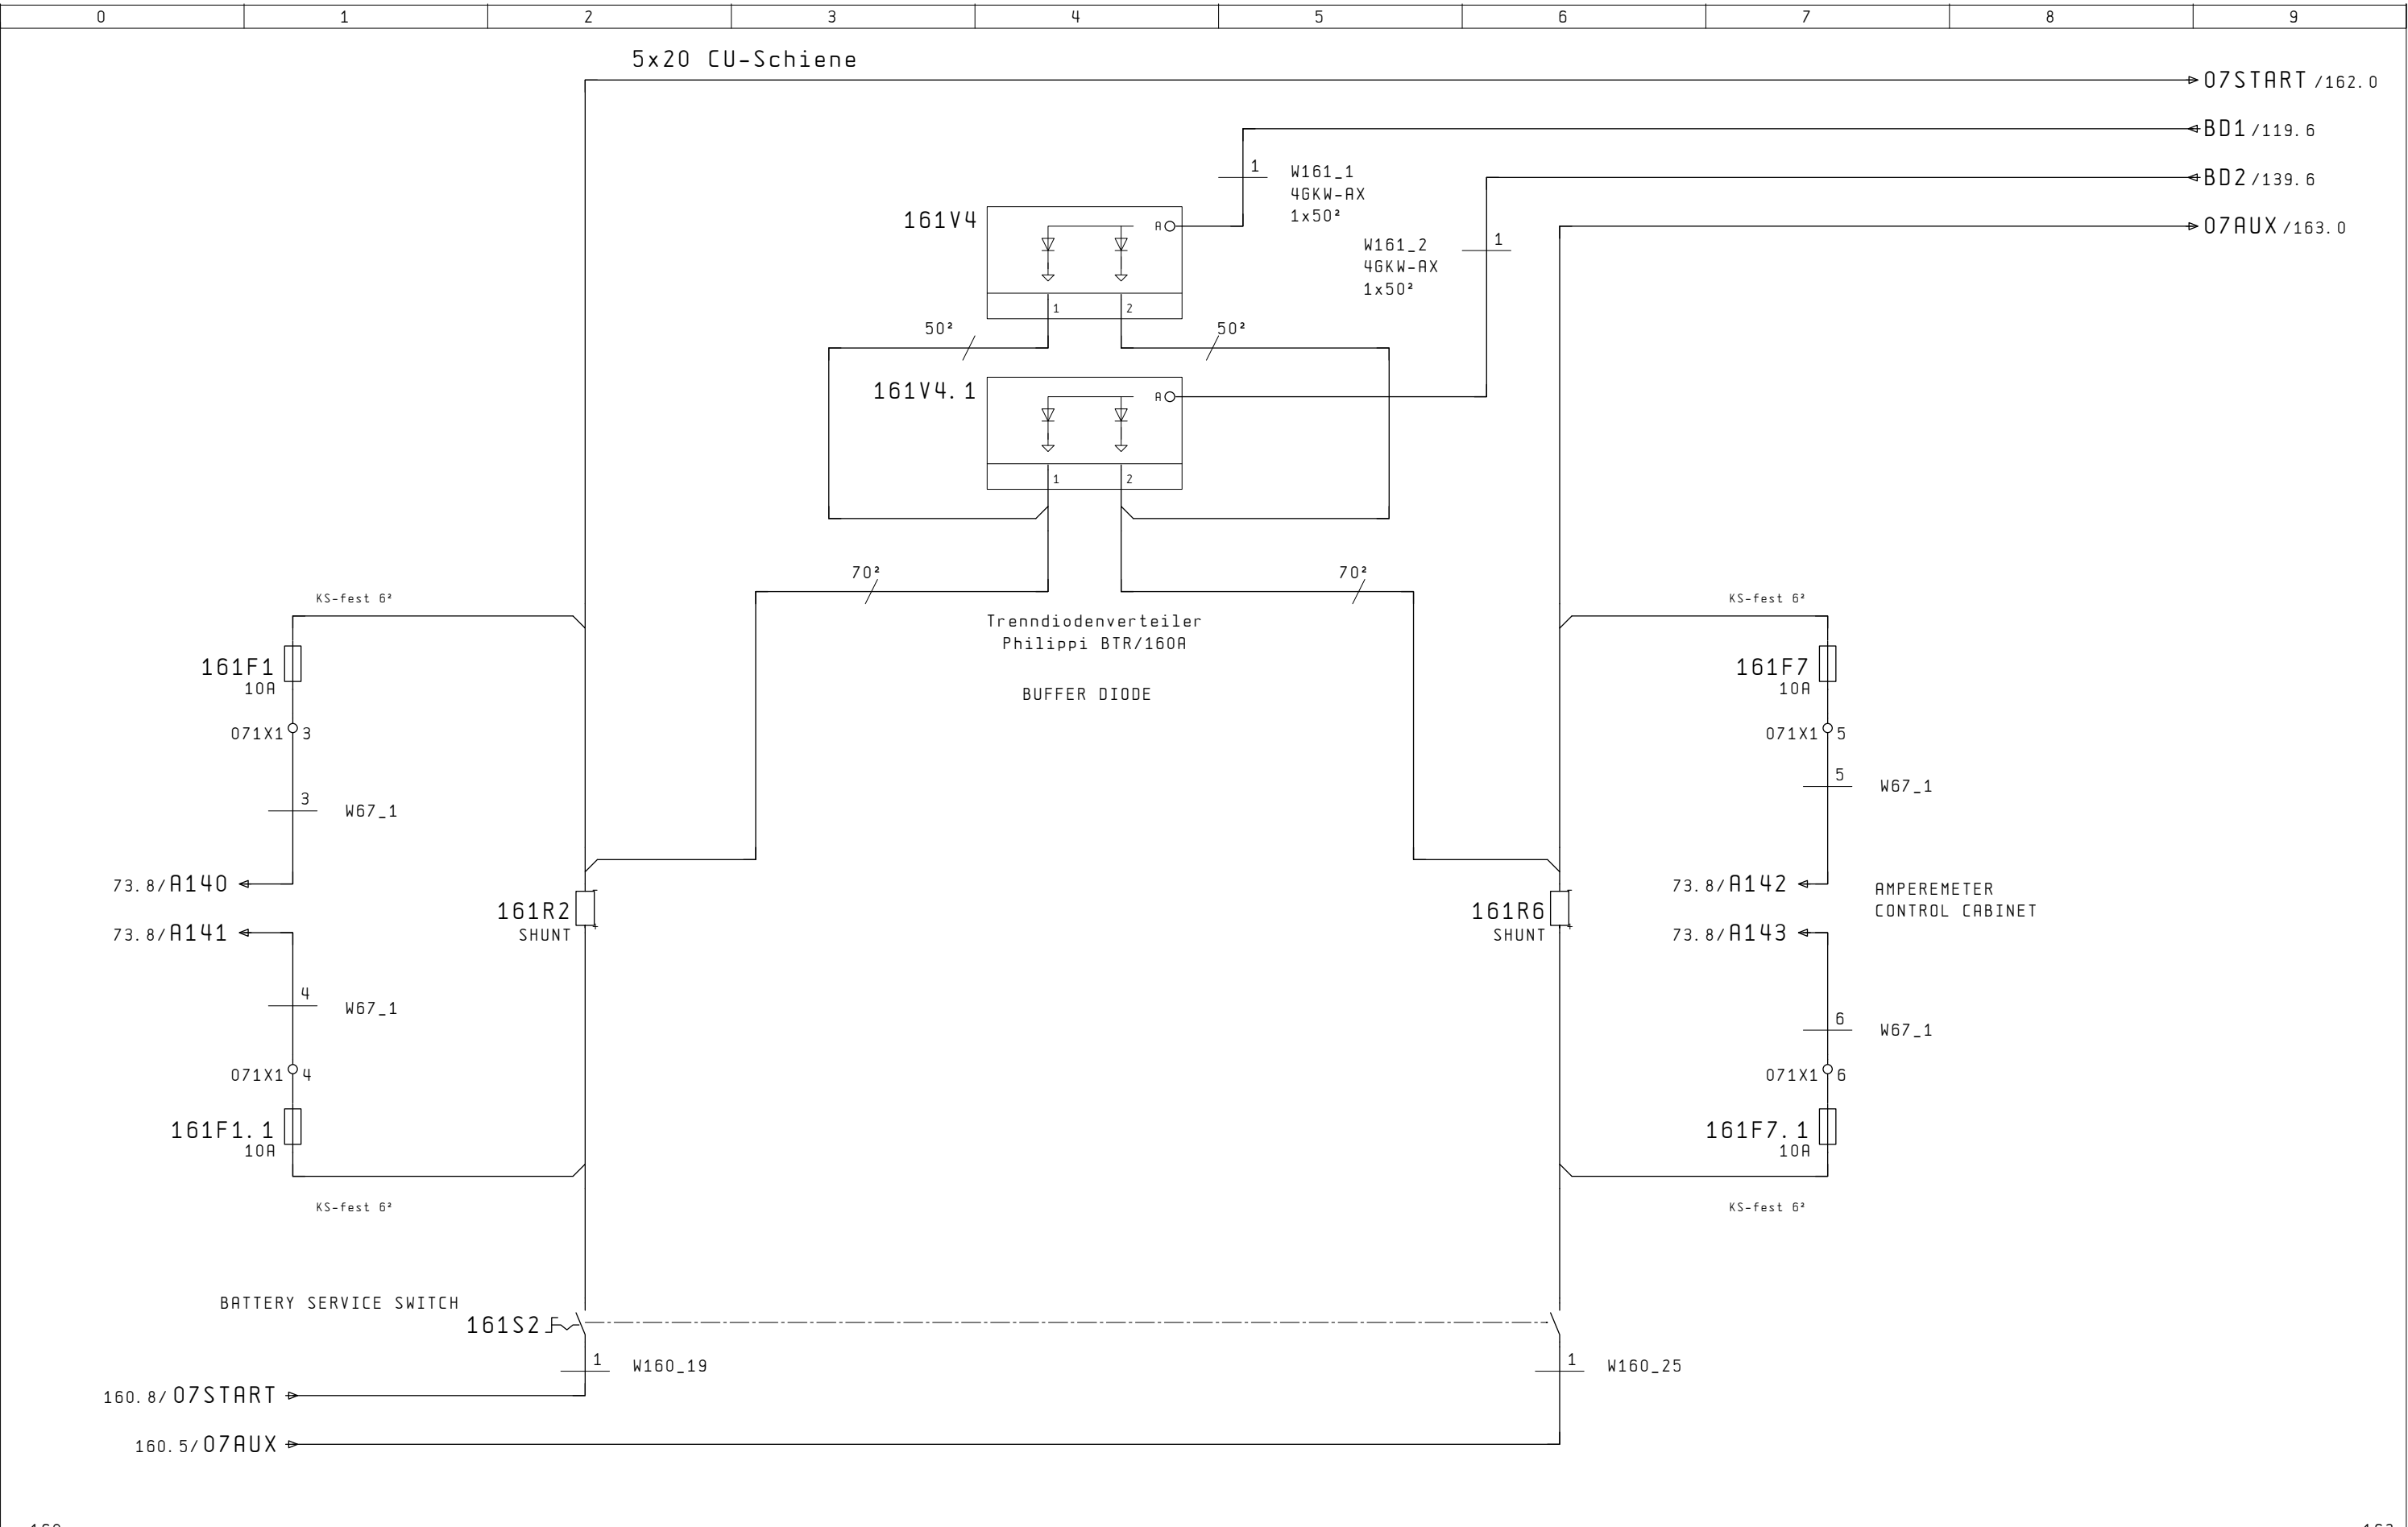 0 1 2 3 4 5 6 7 8 9
5x20 CU-Schiene
07START /162.0
BD1 /119.6
BD2 /139.6
07AUX /163.0
1
W161_1
4GKW-AX
1x50²
161V4
A
1 2
1
W161_2
4GKW-AX
1x50²
50² 50²
161V4.1
A
1 2
70² 70²
Trenndiodenverteiler
Philippi BTR/160A
BUFFER DIODE
KS-fest 6² KS-fest 6²
161F1
10A
161F7
10A
071X1 3
071X1 5
3 W67_1
5 W67_1
73.8/A140
73.8/A142
AMPEREMETER
CONTROL CABINET
161R2
SHUNT
- +
161R6
SHUNT
- +
73.8/A141
73.8/A143
4 W67_1
6 W67_1
071X1 4
071X1 6
161F1.1
10A
161F7.1
10A
KS-fest 6² KS-fest 6²
BATTERY SERVICE SWITCH
161S2
1 W160_19
1 W160_25
160.8/07START
160.5/07AUX